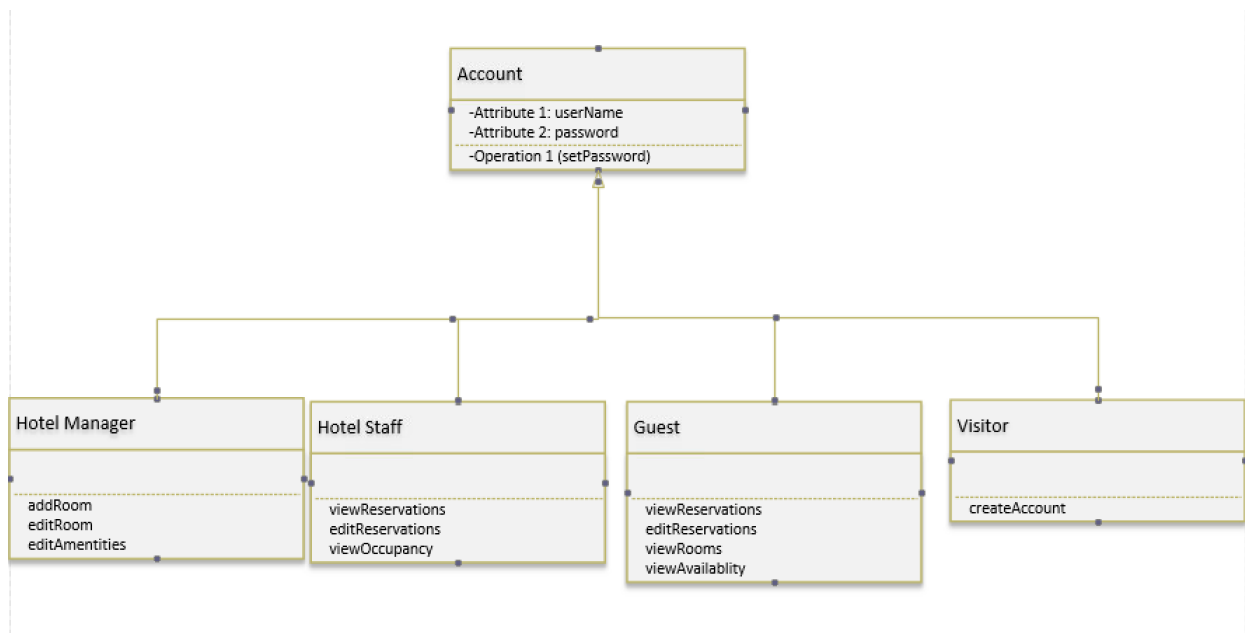 Account
-Attribute 1: userName
-Attribute 2: password
-Operation 1 (setPassword)
Hotel Manager
addRoom
editRoom
editAmentities
Hotel Staff
viewReservations
editReservations
viewOccupancy
Guest
viewReservations
editReservations
viewRooms
viewAvailablity
Visitor
createAccount